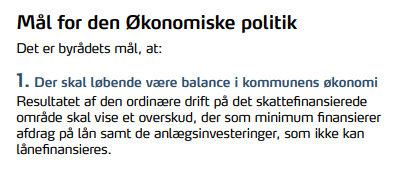 Mål for den Økonomiske politik
Det er byrådets mål, at:
1. Der skal løbende være balance i kommunens økonomi
Resultatet af den ordinære drift på det skattefinansierede
område skal vise et overskud, der som minimum finansierer
afdrag på lån samt de anlægsinvesteringer, som ikke kan
lånefinansieres.